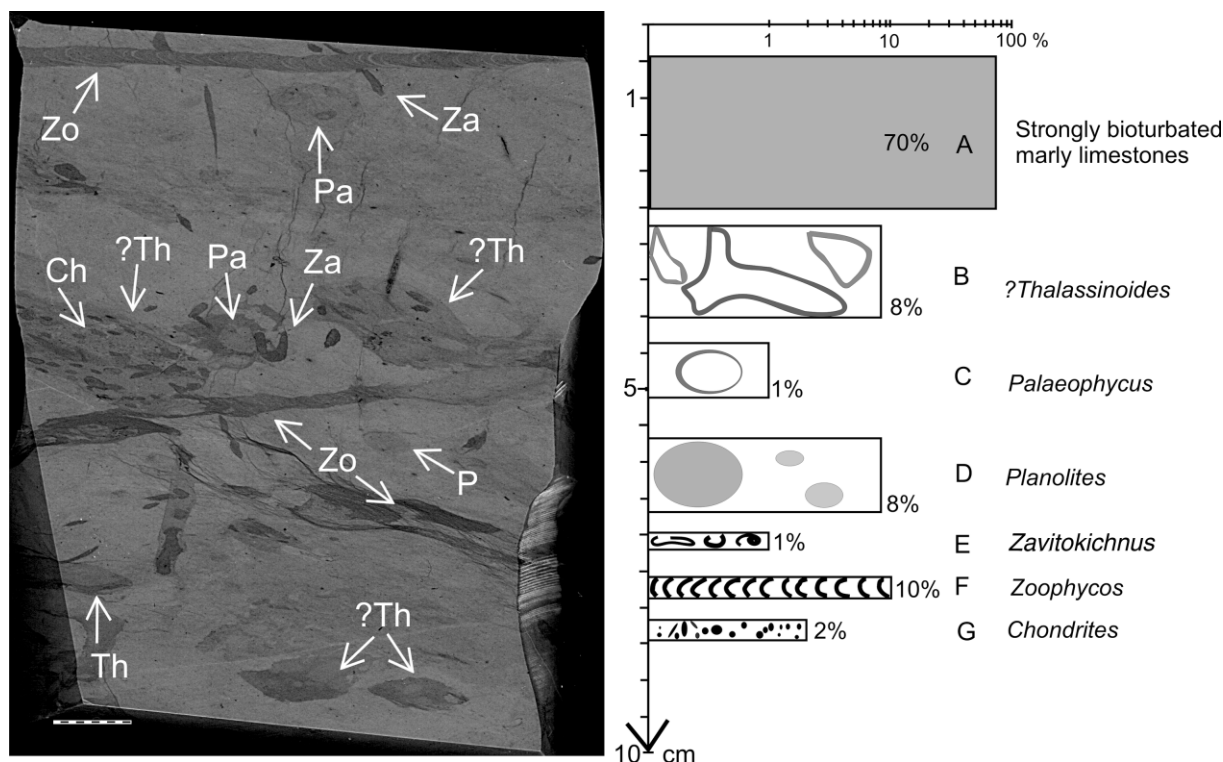 Zo
Za
Pa
?Th
Pa
Za
?Th
Ch
Zo
P
?Th
Th
1 10 100 %
1
70% A Strongly bioturbated
marly limestones
B ?Thalassinoides
8%
5
C Palaeophycus
1%
D Planolites
8%
1% E Zavitokichnus
10% F Zoophycos
2% G Chondrites
10 cm